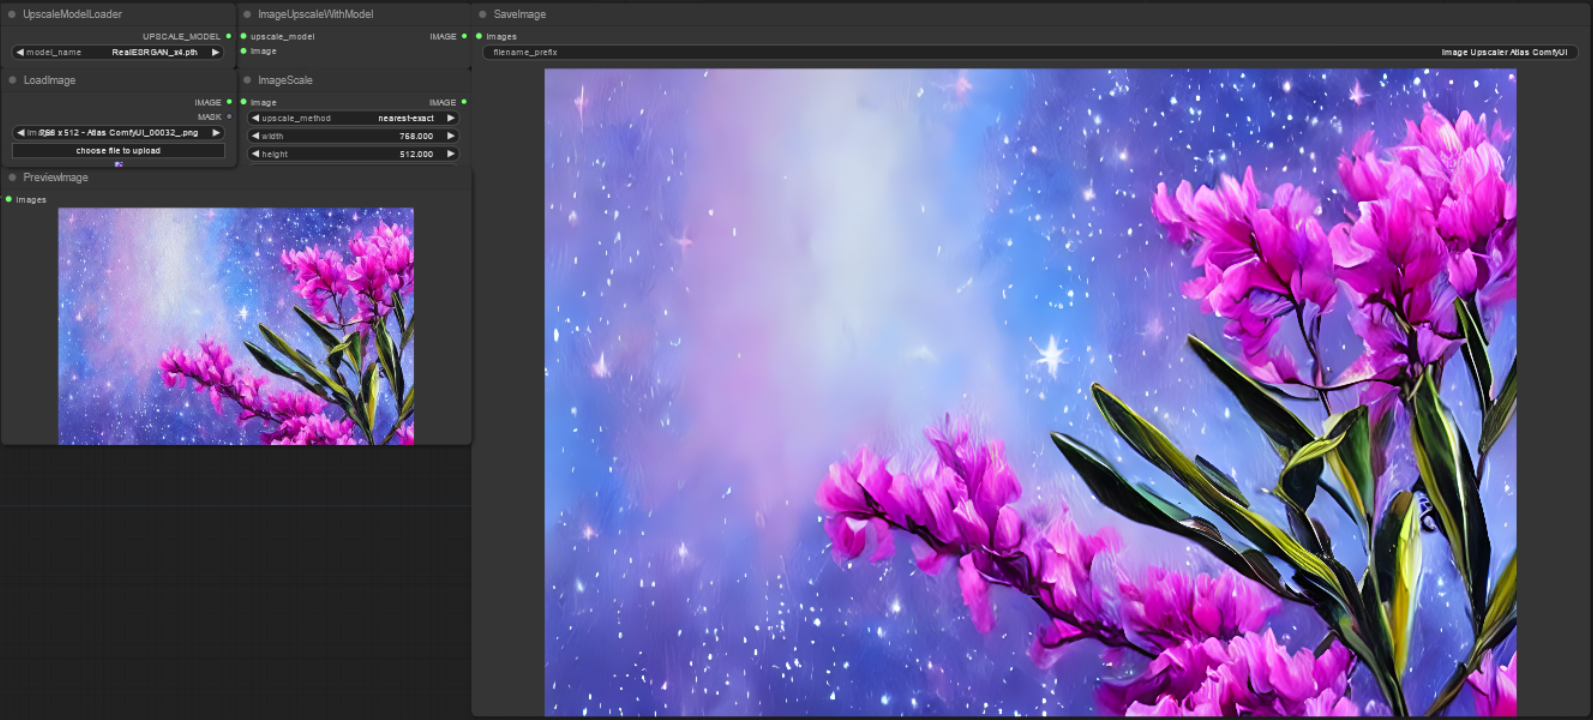 UpscaleModelLoader
UPSCALE_MODEL
model_name RealESRGAN_x4.pth
ImageUpscaleWithModel
upscale_model IMAGE
image
SaveImage
images
filename_prefix Image Upscaler Atlas ComfyUI
LoadImage
IMAGE
MASK
768 x 512 - Atlas ComfyUI_00032_.png
choose file to upload
ImageScale
image IMAGE
upscale_method nearest-exact
width 768.000
height 512.000
PreviewImage
images